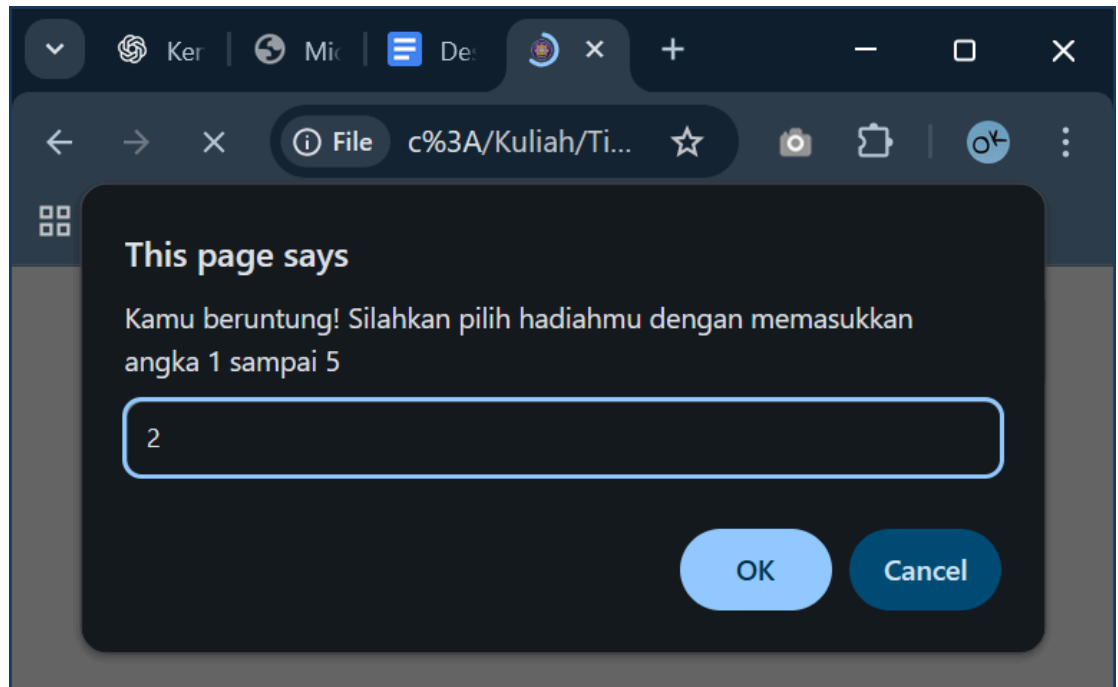 Ker
Mic
De
File c%3A/Kuliah/Ti...
This page says
Kamu beruntung! Silahkan pilih hadiahmu dengan memasukkan
angka 1 sampai 5
2
OK Cancel